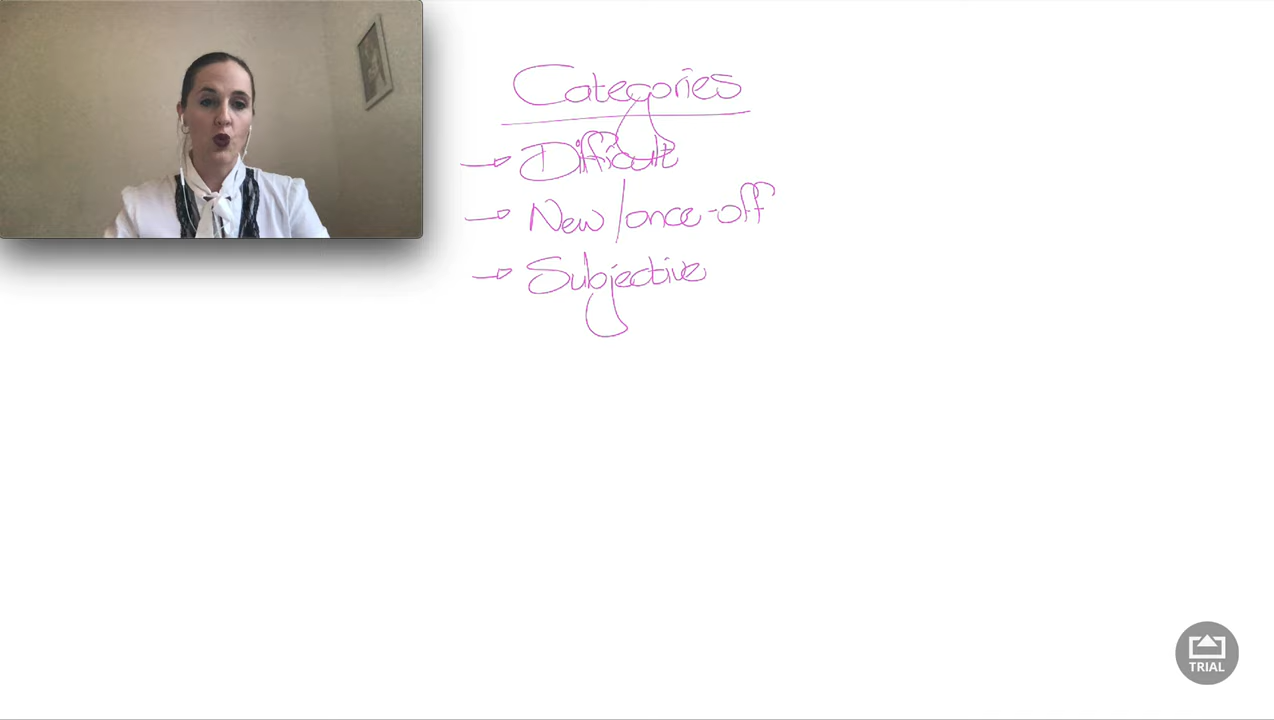 Categories
→ Difficult
→ New/once-off
→ Subjective
TRIAL